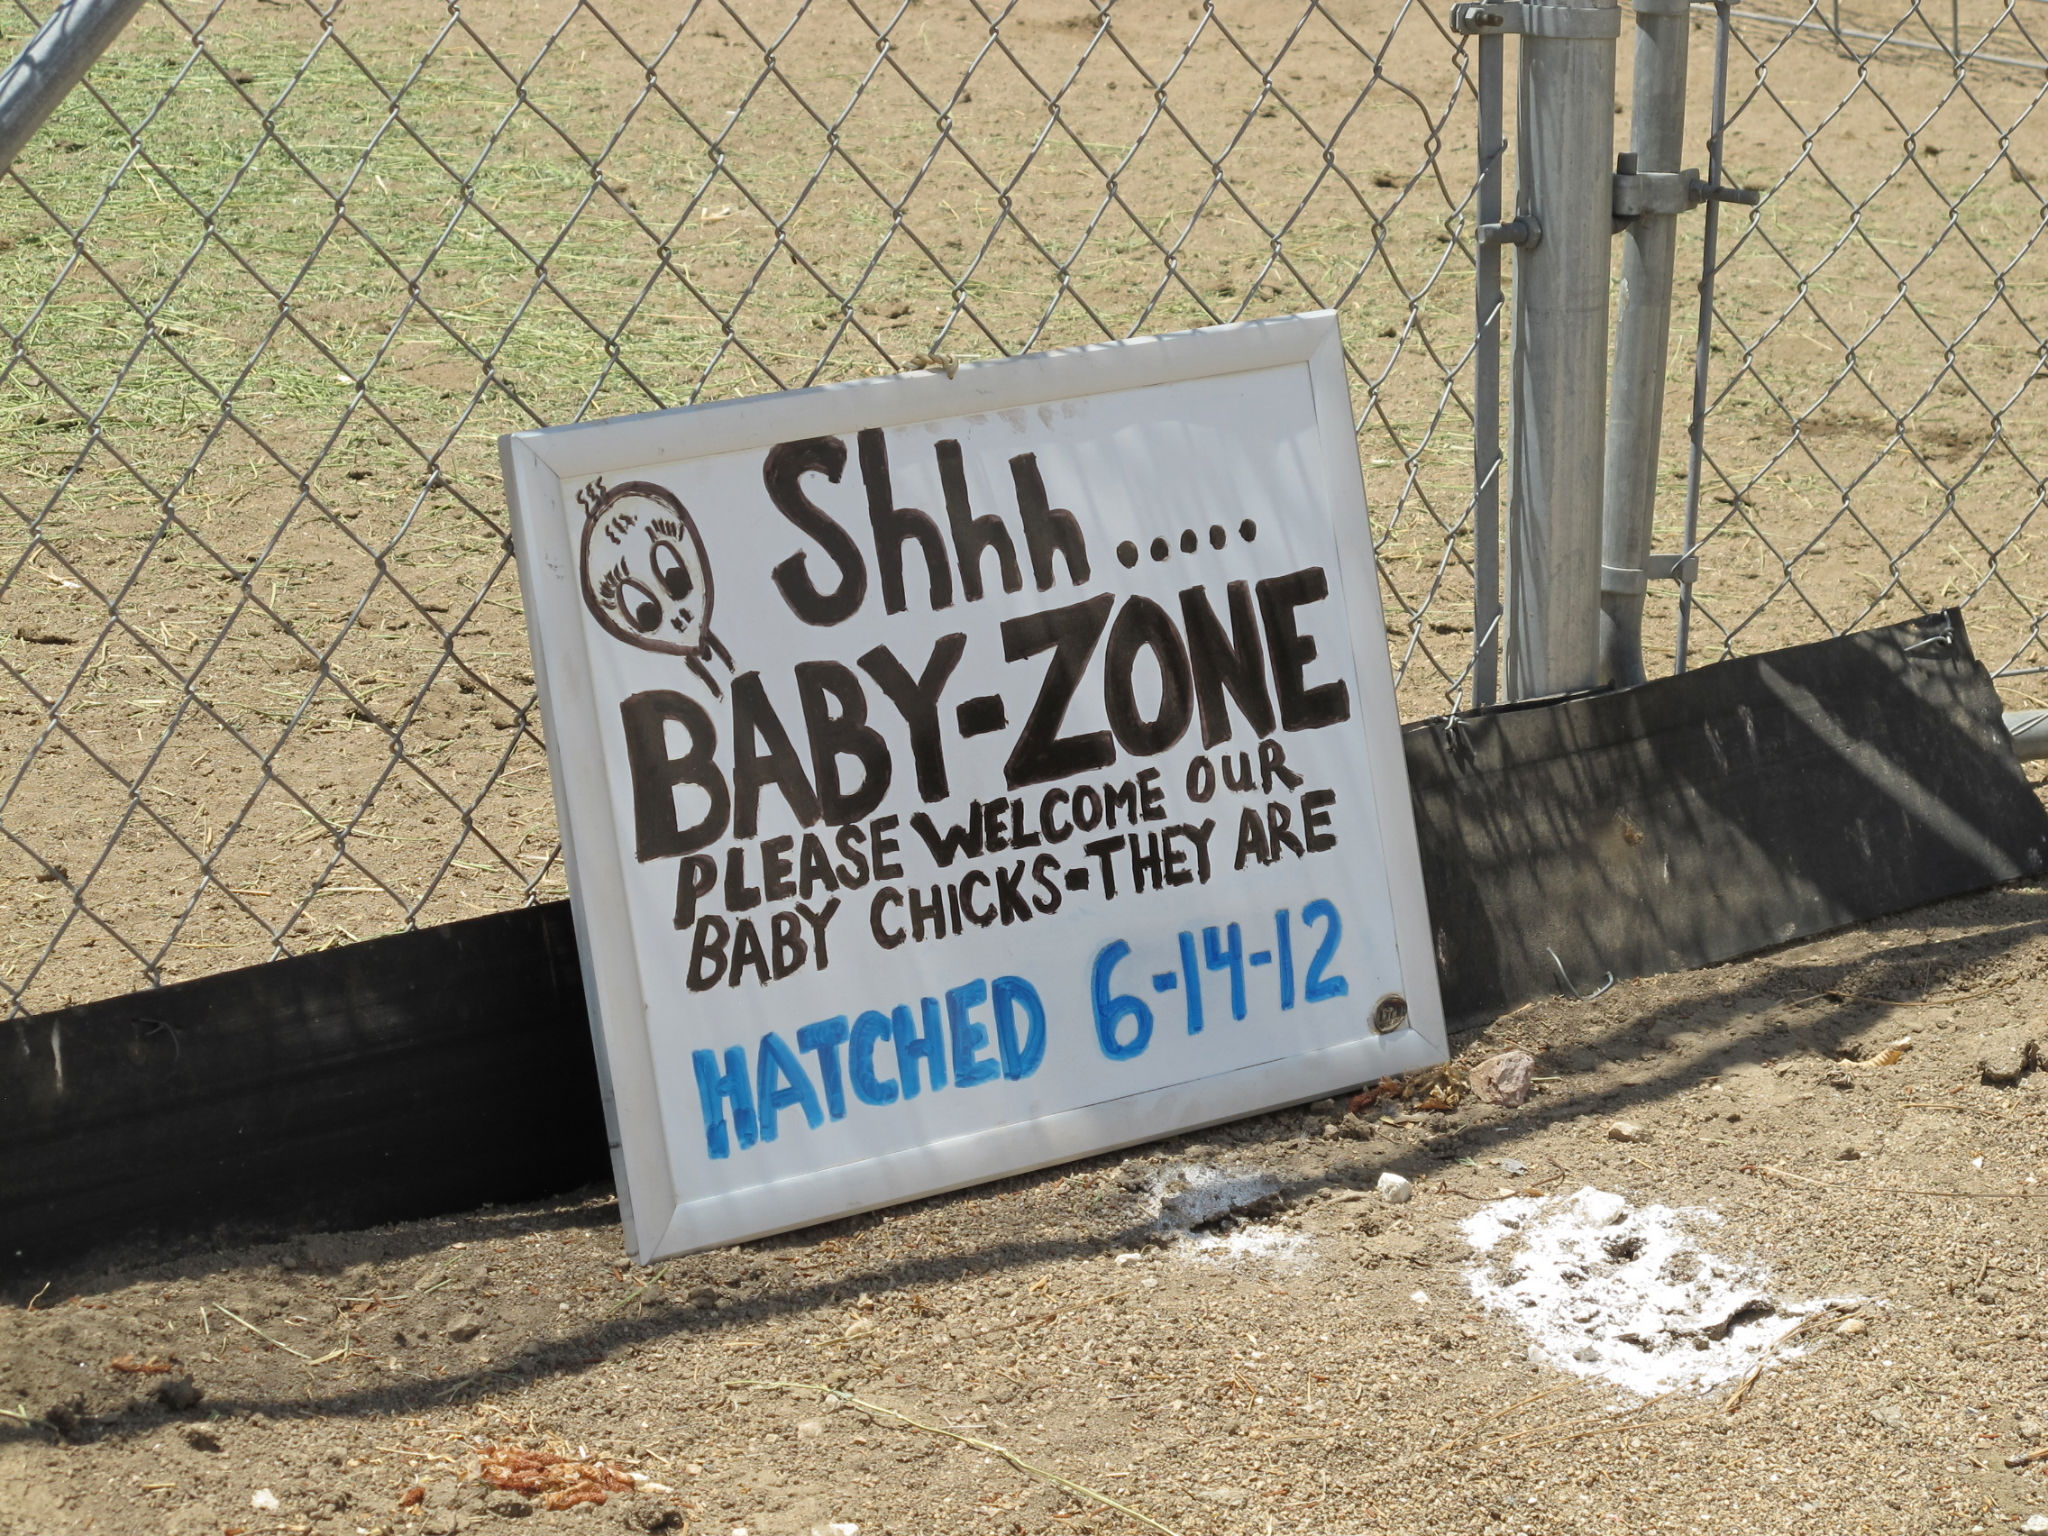 Shhh.....
BABY-ZONE
PLEASE WELCOME OUR
BABY CHICKS-THEY ARE
HATCHED 6-14-12